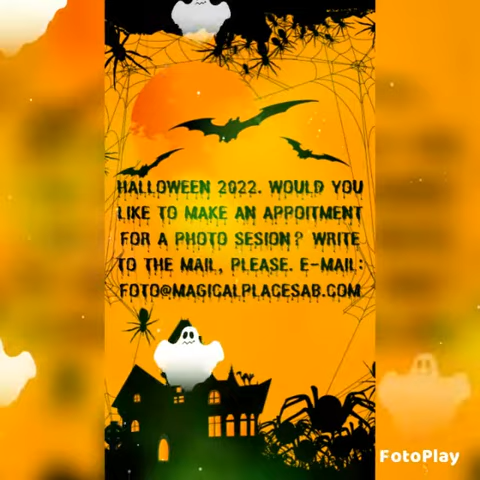 HALLOWEEN 2022. WOULD YOU
LIKE TO MAKE AN APPOITMENT
FOR A PHOTO SESION? WRITE
TO THE MAIL, PLEASE. E-MAIL:
FOTO@MAGICALPLACESAB.COM
FotoPlay